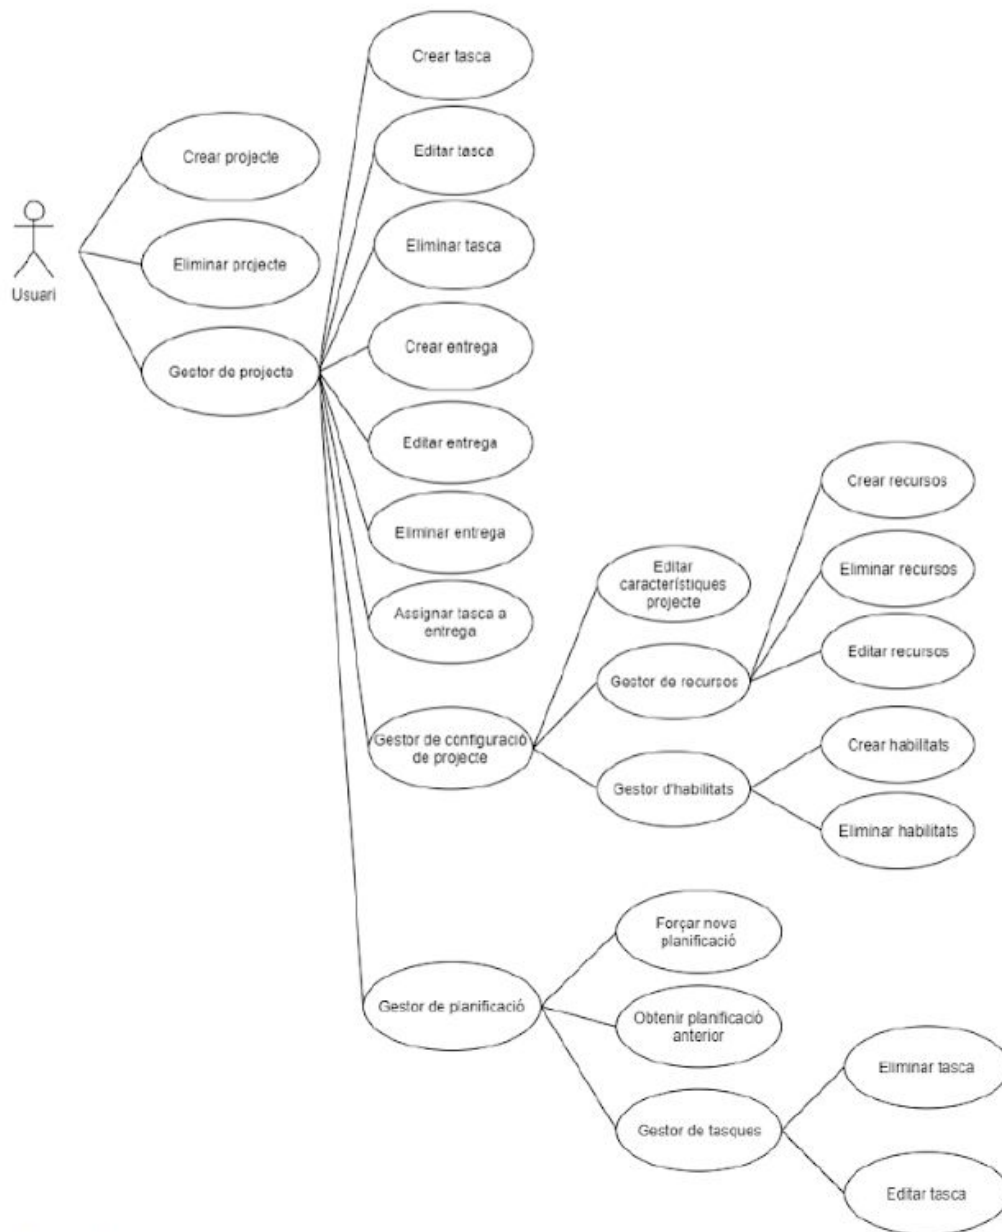 Crear tasca
Editar tasca
Crear projecte
Eliminar tasca
Eliminar projecte
Usuari
Crear entrega
Gestor de projecte
Editar entrega
Crear recursos
Eliminar entrega
Editar
característiques
projecte
Eliminar recursos
Assignar tasca a
entrega
Editar recursos
Gestor de recursos
Gestor de configuració
de projecte
Crear habilitats
Gestor d'habilitats
Eliminar habilitats
Forçar nova
planificació
Gestor de planificació
Obtenir planificació
anterior
Eliminar tasca
Gestor de tasques
Editar tasca